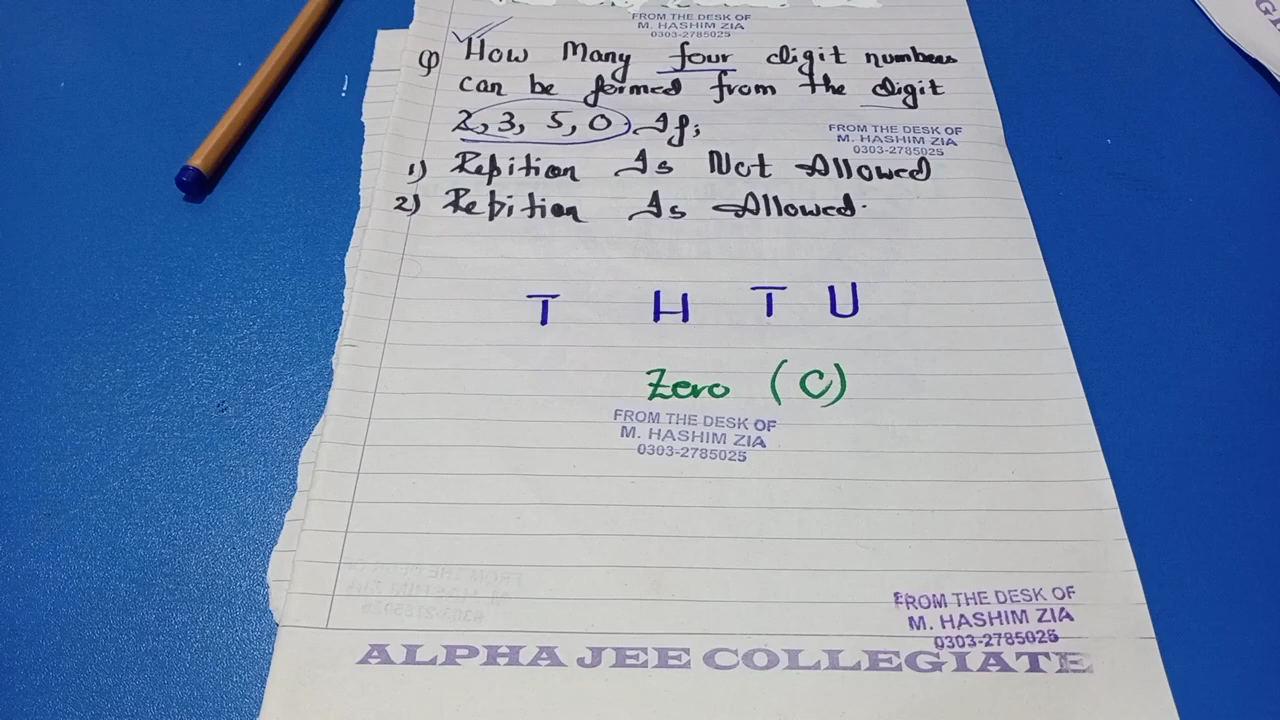 FROM THE DESK OF
M. HASHIM ZIA
0303-2785025
Q How Many four digit numbers
can be formed from the digit
2, 3, 5, 0. If;
FROM THE DESK OF
M. HASHIM ZIA
0303-2785025
1) Repition Is Not Allowed
2) Repition Is Allowed.
T H T U
Zero (C)
FROM THE DESK OF
M. HASHIM ZIA
0303-2785025
FROM THE DESK OF
M. HASHIM ZIA
0303-2785025
ALPHA JEE COLLEGIATE